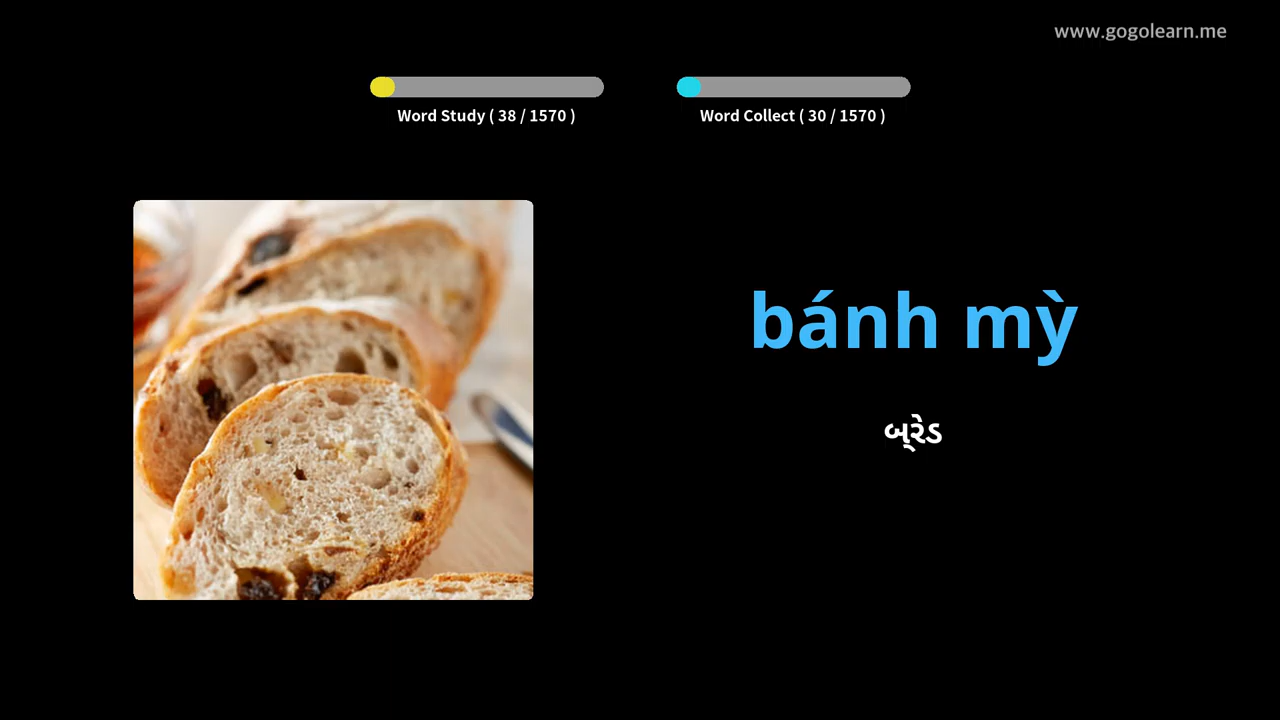 www.gogolearn.me
Word Study ( 38 / 1570 )
Word Collect ( 30 / 1570 )
bánh mỳ
બ્રેડ